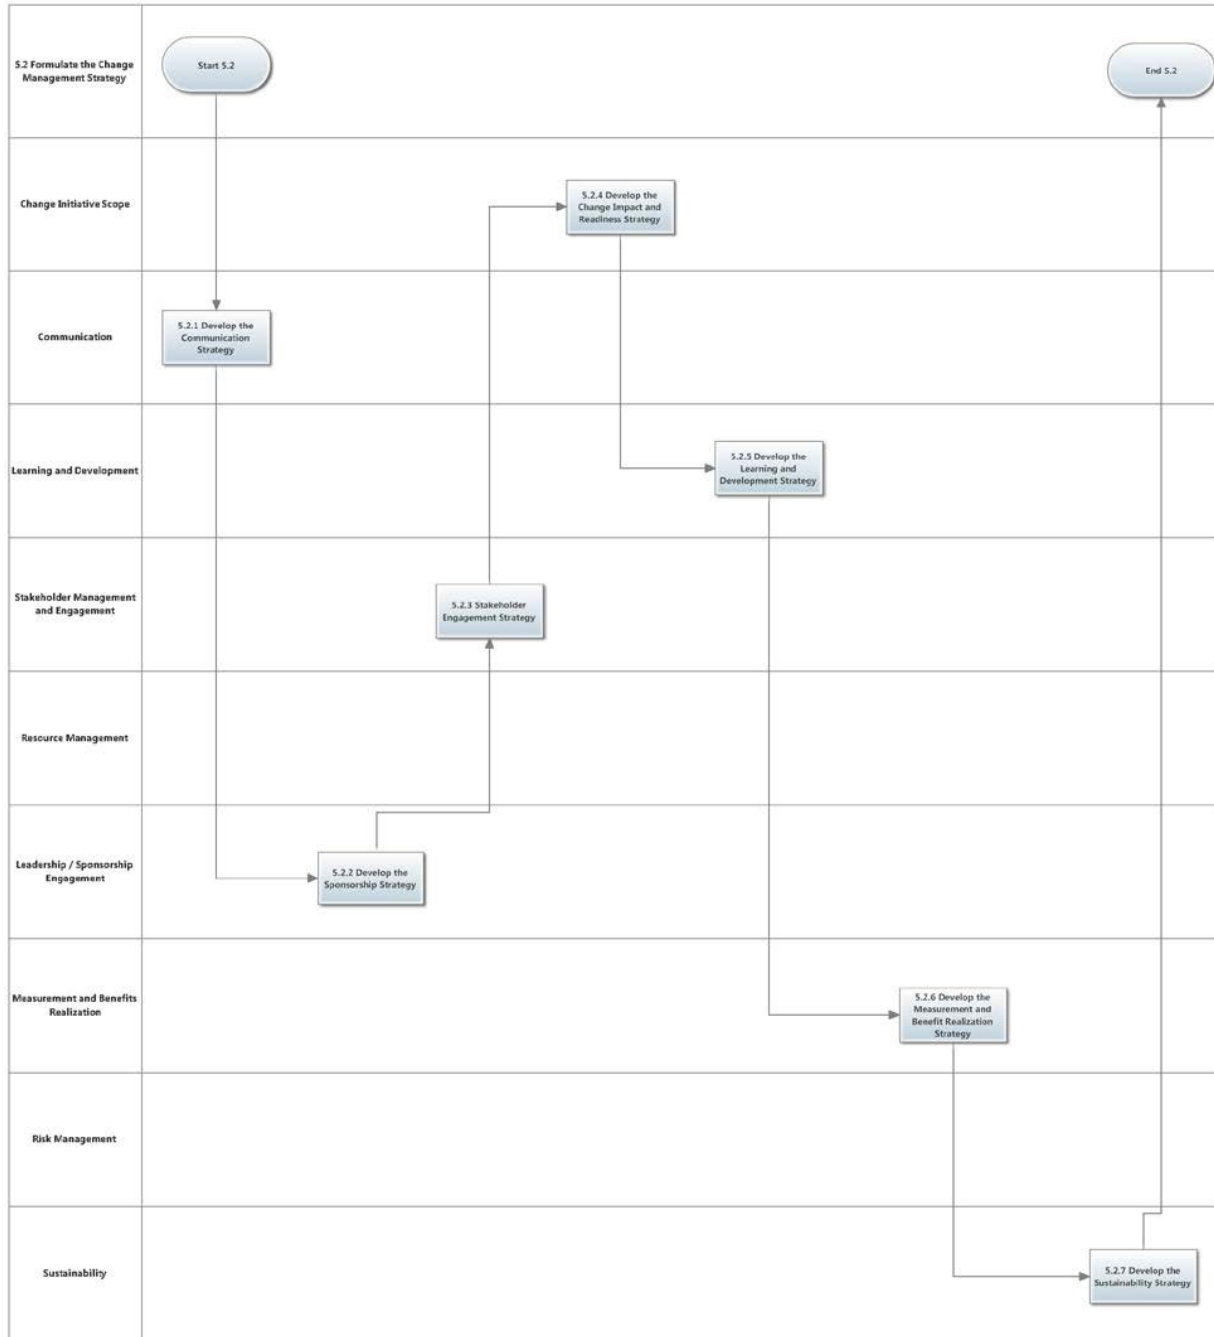 5.2 Formulate the Change
Management Strategy
Start 5.2
End 5.2
Change Initiative Scope
5.2.4 Develop the
Change Impact and
Readiness Strategy
Communication
5.2.1 Develop the
Communication
Strategy
Learning and Development
5.2.5 Develop the
Learning and
Development Strategy
Stakeholder Management
and Engagement
5.2.3 Stakeholder
Engagement Strategy
Resource Management
Leadership / Sponsorship
Engagement
5.2.2 Develop the
Sponsorship Strategy
Measurement and Benefits
Realization
5.2.6 Develop the
Measurement and
Benefit Realization
Strategy
Risk Management
Sustainability
5.2.7 Develop the
Sustainability Strategy